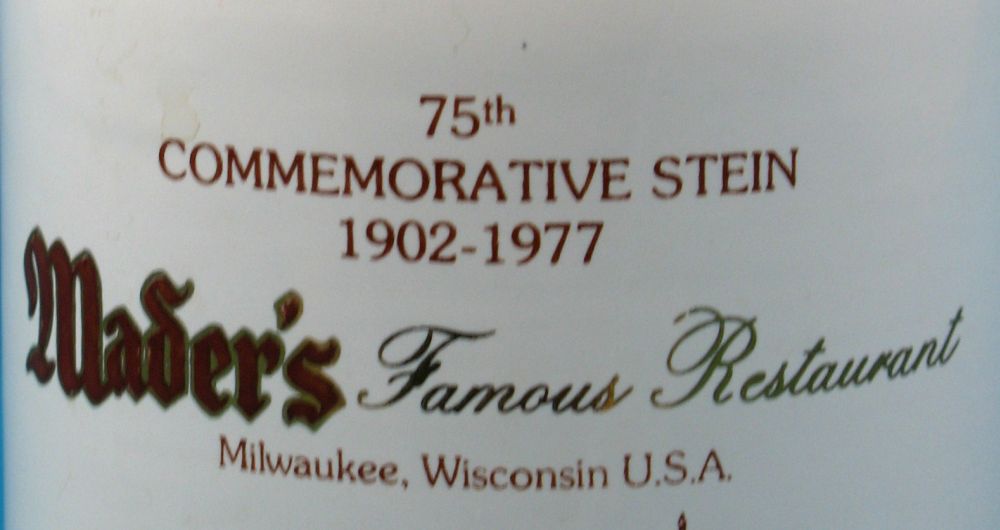 75th
COMMEMORATIVE STEIN
1902-1977
Mader's Famous Restaurant
Milwaukee, Wisconsin U.S.A.